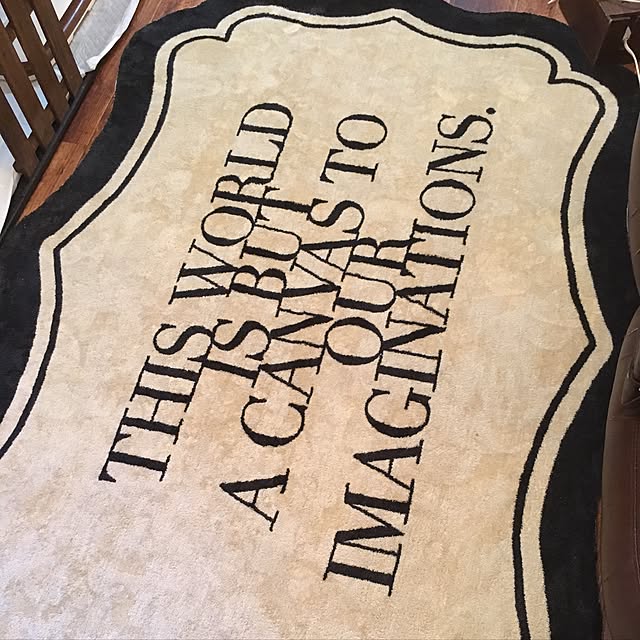 THIS WORLD
IS BUT
A CANVAS TO
OUR
IMAGINATIONS.